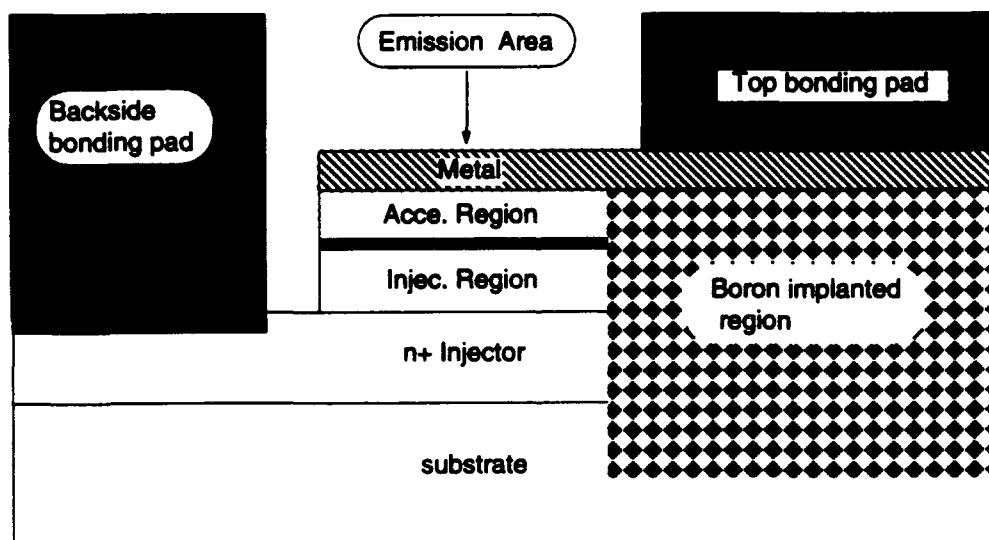 Emission Area
Backside
bonding pad
Top bonding pad
Metal
Acce. Region
Injec. Region
Boron implanted
region
n+ Injector
substrate